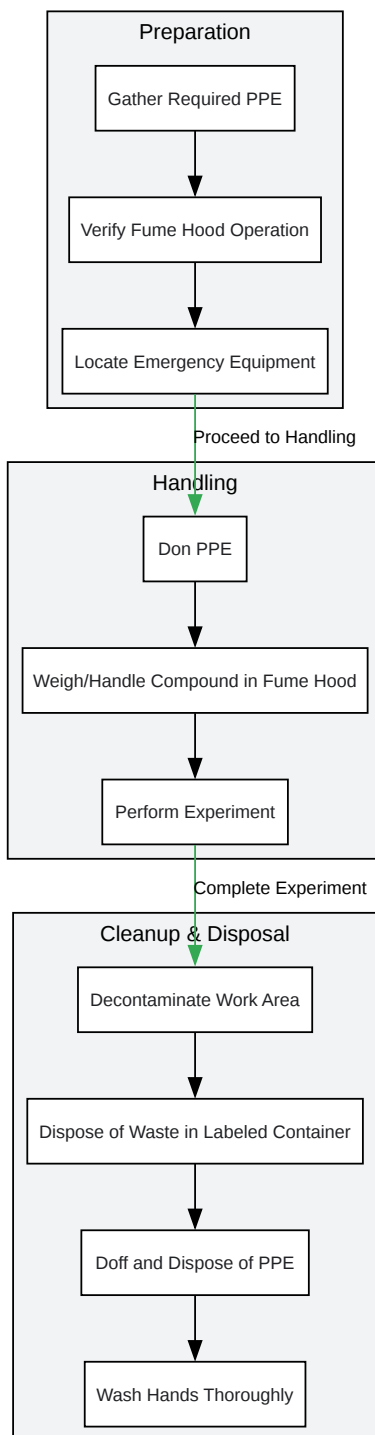 Preparation
Gather Required PPE
Verify Fume Hood Operation
Locate Emergency Equipment
Proceed to Handling
Handling
Don PPE
Weigh/Handle Compound in Fume Hood
Perform Experiment
Complete Experiment
Cleanup & Disposal
Decontaminate Work Area
Dispose of Waste in Labeled Container
Doff and Dispose of PPE
Wash Hands Thoroughly